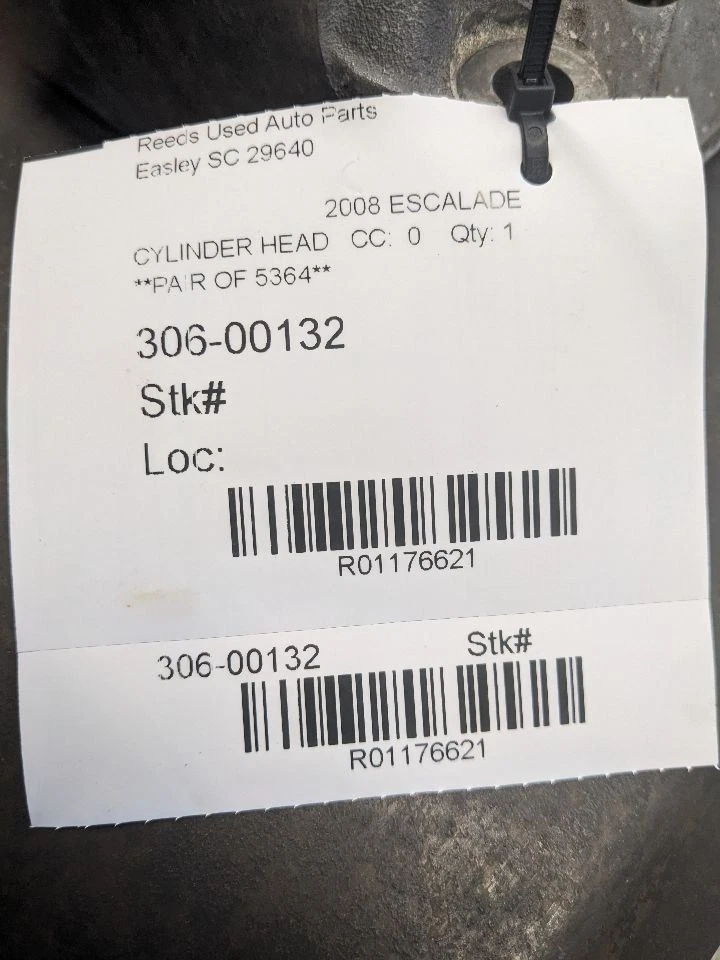 Reeds Used Auto Parts
Easley SC 29640
2008 ESCALADE
CYLINDER HEAD CC: 0 Qty: 1
**PAIR OF 5364**
306-00132
Stk#
Loc:
R01176621
306-00132 Stk#
R01176621